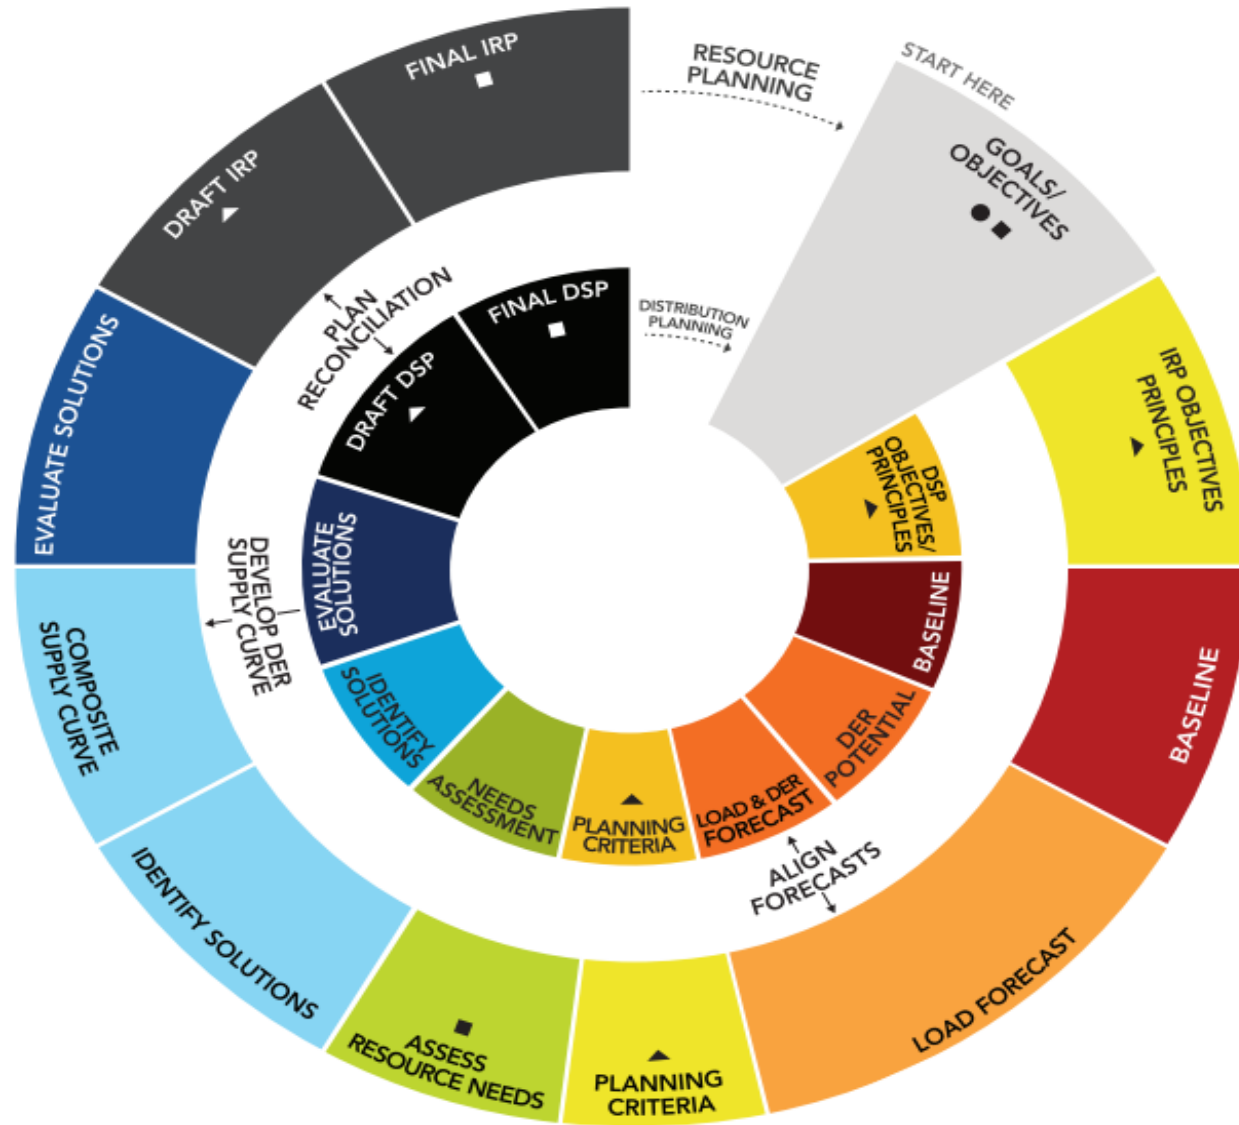 START HERE
GOALS/
OBJECTIVES
RESOURCE
PLANNING
IRP OBJECTIVES
PRINCIPLES
BASELINE
LOAD FORECAST
PLANNING
CRITERIA
ASSESS
RESOURCE NEEDS
IDENTIFY SOLUTIONS
COMPOSITE
SUPPLY CURVE
EVALUATE SOLUTIONS
DRAFT IRP
FINAL IRP
DISTRIBUTION
PLANNING
DSP
OBJECTIVES/
PRINCIPLES
BASELINE
DER
POTENTIAL
LOAD & DER
FORECAST
PLANNING
CRITERIA
NEEDS
ASSESSMENT
IDENTIFY
SOLUTIONS
EVALUATE
SOLUTIONS
DRAFT DSP
FINAL DSP
ALIGN
FORECASTS
DEVELOP DER
SUPPLY CURVE
PLAN
RECONCILIATION